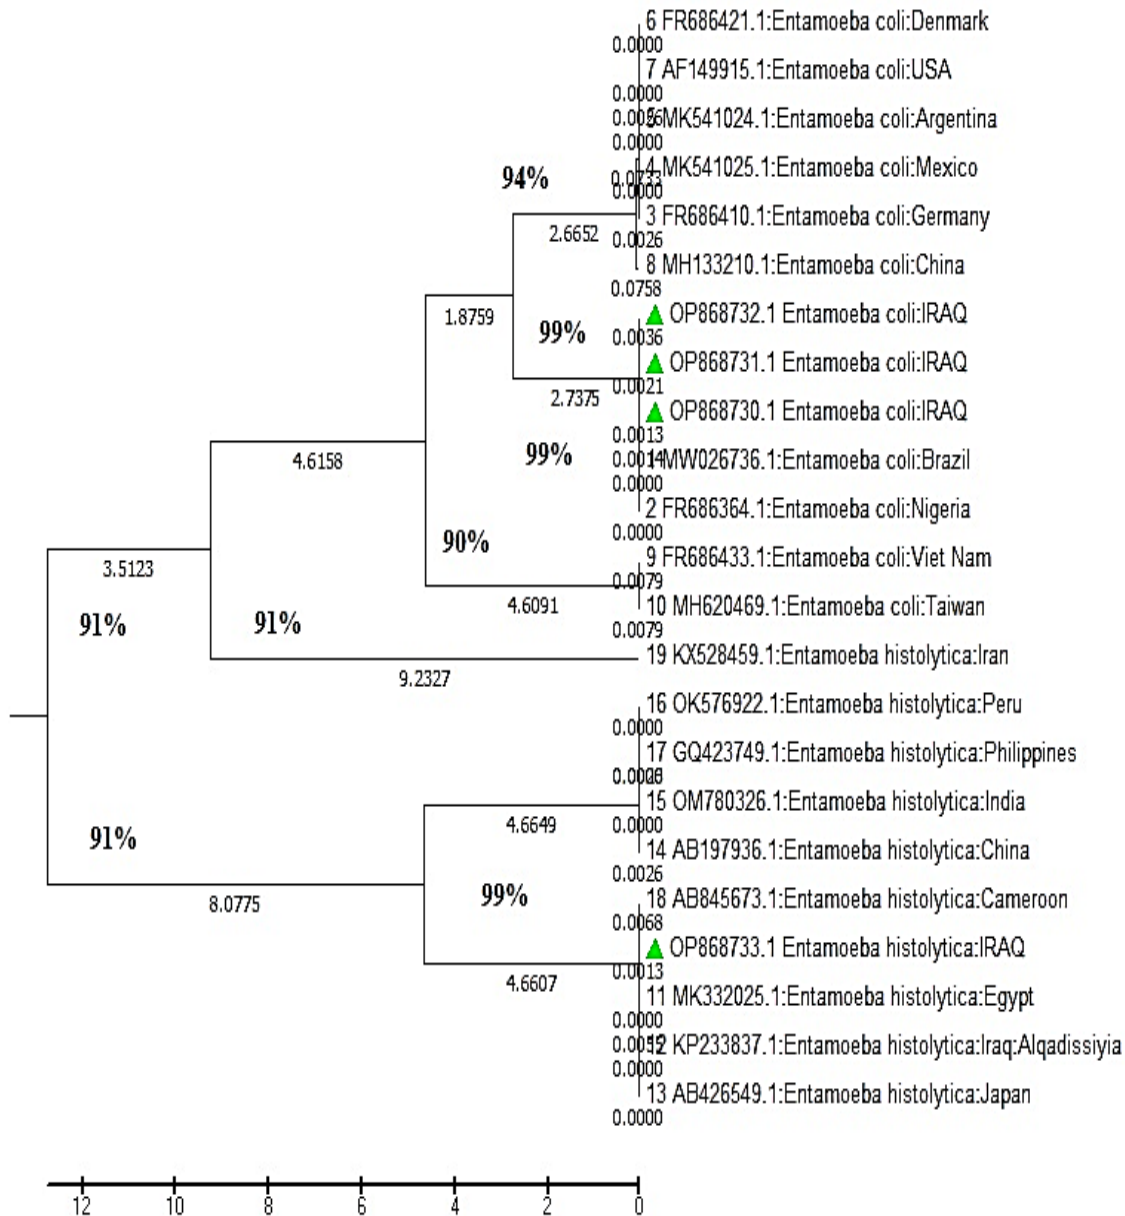 6 FR686421.1:Entamoeba coli:Denmark
0.0000
7 AF149915.1:Entamoeba coli:USA
0.0000
MK541024.1:Entamoeba coli:Argentina
0.0000
94%
4 MK541025.1:Entamoeba coli:Mexico
0.0000
3 FR686410.1:Entamoeba coli:Germany
2.6652
0.0026
8 MH133210.1:Entamoeba coli:China
0.0758
1.8759
99%
OP868732.1 Entamoeba coli:IRAQ
0.0036
OP868731.1 Entamoeba coli:IRAQ
0.0021
2.7375
OP868730.1 Entamoeba coli:IRAQ
0.0013
4.6158
99%
MW026736.1:Entamoeba coli:Brazil
0.0000
2 FR686364.1:Entamoeba coli:Nigeria
0.0000
90%
9 FR686433.1:Entamoeba coli:Viet Nam
3.5123
0.0079
4.6091
10 MH620469.1:Entamoeba coli:Taiwan
91%
91%
0.0079
19 KX528459.1:Entamoeba histolytica:Iran
9.2327
16 OK576922.1:Entamoeba histolytica:Peru
0.0000
17 GQ423749.1:Entamoeba histolytica:Philippines
15 OM780326.1:Entamoeba histolytica:India
4.6649
0.0000
91%
14 AB197936.1:Entamoeba histolytica:China
0.0026
8.0775
99%
18 AB845673.1:Entamoeba histolytica:Cameroon
0.0068
OP868733.1 Entamoeba histolytica:IRAQ
0.0013
4.6607
11 MK332025.1:Entamoeba histolytica:Egypt
0.0000
12 KP233837.1:Entamoeba histolytica:Iraq:Alqadissiyia
0.0000
13 AB426549.1:Entamoeba histolytica:Japan
0.0000
12 10 8 6 4 2 0